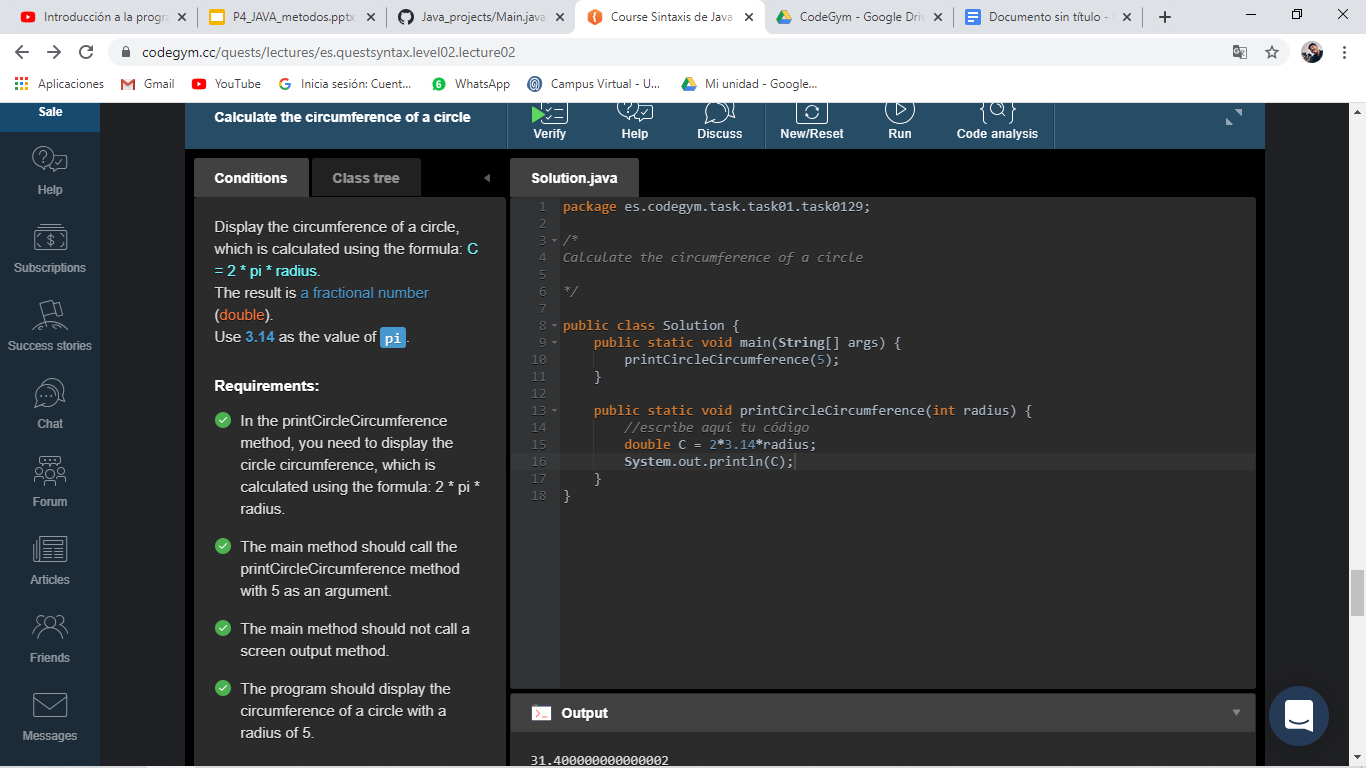 Introducción a la progra
P4_JAVA_metodos.pptx
Java_projects/Main.java
Course Sintaxis de Java
CodeGym - Google Driv
Documento sin título -
codegym.cc/quests/lectures/es.questsyntax.level02.lecture02
Aplicaciones
Gmail
YouTube
Inicia sesión: Cuent...
6
WhatsApp
Campus Virtual - U...
Mi unidad - Google...
Sale
Help
Subscriptions
Success stories
Chat
Forum
Articles
Friends
Messages
Calculate the circumference of a circle
Verify
Help
Discuss
New/Reset
Run
Code analysis
Conditions
Class tree
Display the circumference of a circle,
which is calculated using the formula: C
= 2 * pi * radius.
The result is a fractional number
(double).
Use 3.14 as the value of pi.
Requirements:
In the printCircleCircumference
method, you need to display the
circle circumference, which is
calculated using the formula: 2 * pi *
radius.
The main method should call the
printCircleCircumference method
with 5 as an argument.
The main method should not call a
screen output method.
The program should display the
circumference of a circle with a
radius of 5.
Solution.java
1 package es.codegym.task.task01.task0129;
2
3 /*
4 Calculate the circumference of a circle
5
6 */
7
8 public class Solution {
9 public static void main(String[] args) {
10 printCircleCircumference(5);
11 }
12
13 public static void printCircleCircumference(int radius) {
14 //escribe aquí tu código
15 double C = 2*3.14*radius;
16 System.out.println(C);
17 }
18 }
Output
31.400000000000002